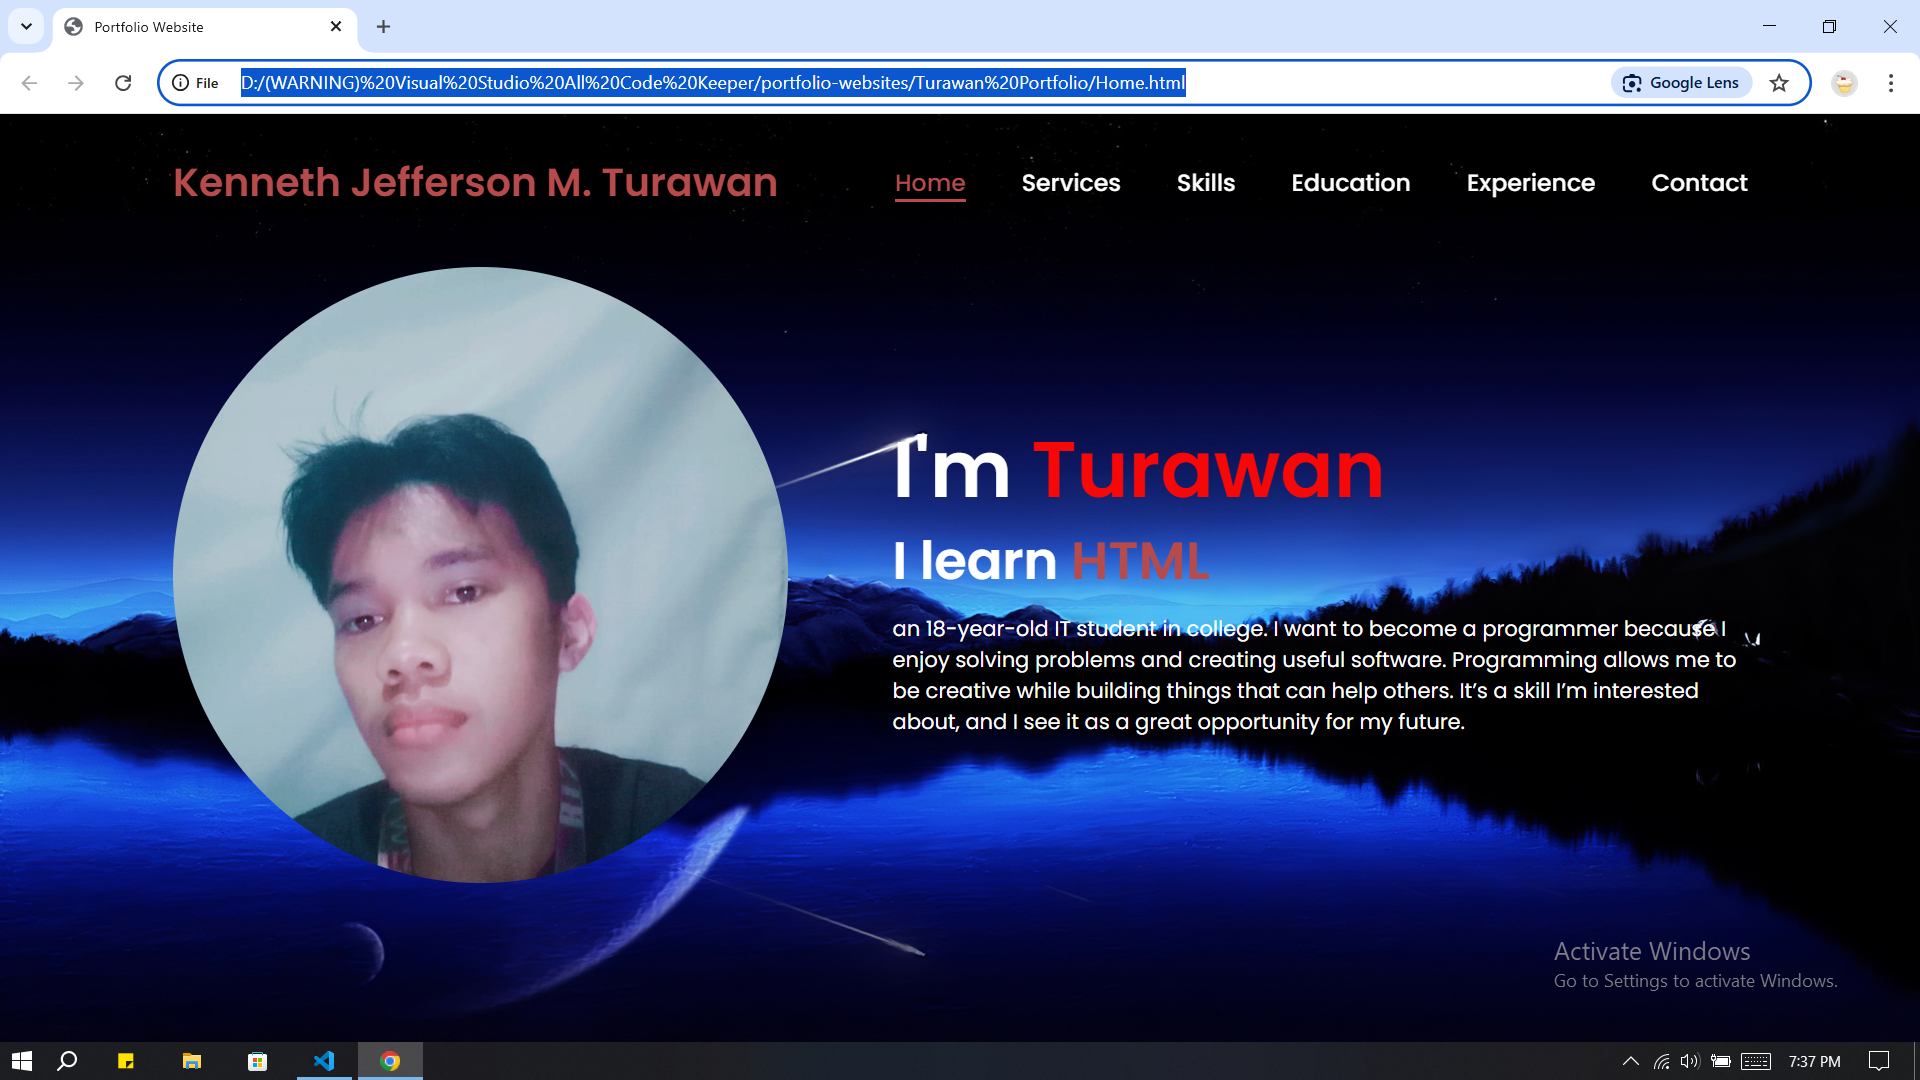 Portfolio Website
File
D:/(WARNING)%20Visual%20Studio%20All%20Code%20Keeper/portfolio-websites/Turawan%20Portfolio/Home.html
Google Lens
Kenneth Jefferson M. Turawan
Home
Services
Skills
Education
Experience
Contact
I'm Turawan
I learn HTML
an 18-year-old IT student in college. I want to become a programmer because I
enjoy solving problems and creating useful software. Programming allows me to
be creative while building things that can help others. It’s a skill I’m interested
about, and I see it as a great opportunity for my future.
Activate Windows
Go to Settings to activate Windows.
7:37 PM